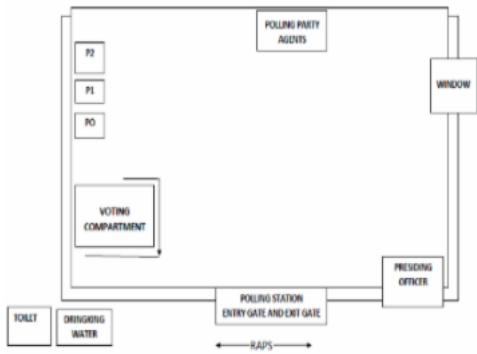 POLLING PARTY
AGENTS
P2
P1
PO
WINDOW
VOTING
COMPARTMENT
PRESIDING
OFFICER
POLLING STATION
ENTRY GATE AND EXIT GATE
TOILET
DRINGKING
WATER
RAPS